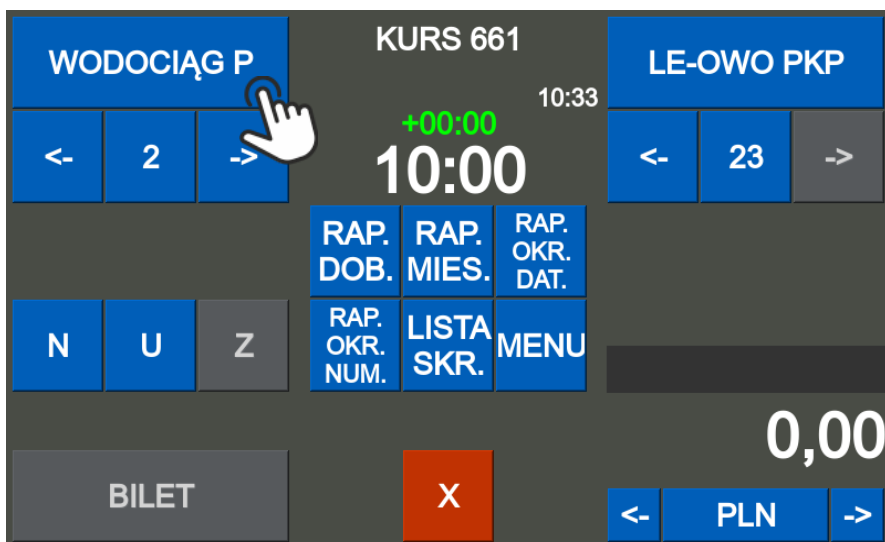 WODOCIĄG P
KURS 661
LE-OWO PKP
10:33
+00:00
10:00
<-
2
->
<-
23
->
RAP.
DOB.
RAP.
MIES.
RAP.
OKR.
DAT.
N
U
Z
RAP.
OKR.
NUM.
LISTA
SKR.
MENU
0,00
BILET
X
<-
PLN
->